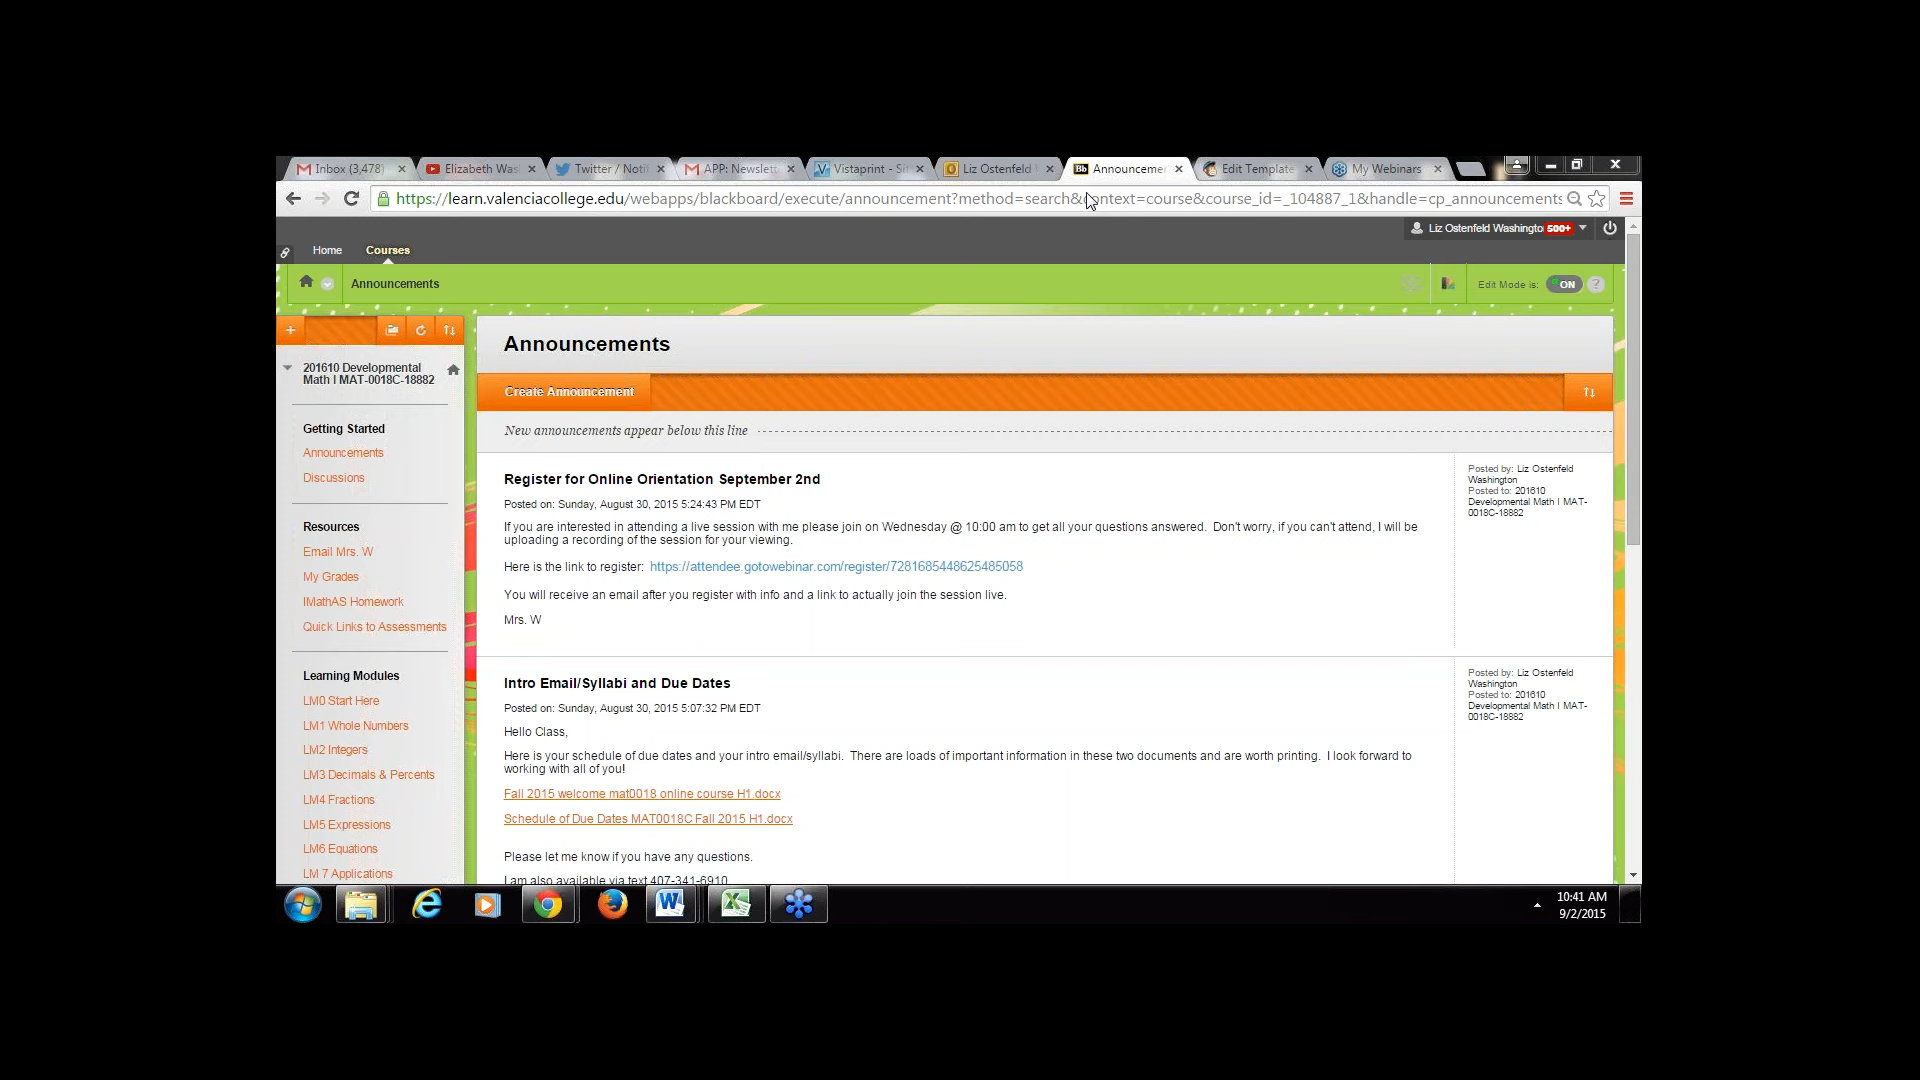 Inbox (3,478)
Elizabeth Was
Twitter / Noti
APP: Newslett
Vistaprint - Si
Liz Ostenfeld
Announcemen
Edit Template
My Webinars
https://learn.valenciacollege.edu/webapps/blackboard/execute/announcement?method=search&context=course&course_id=_104887_1&handle=cp_announcements
Liz Ostenfeld Washingto 500+
Home
Courses
Announcements
Edit Mode is: ON ?
201610 Developmental
Math I MAT-0018C-18882
Getting Started
Announcements
Discussions
Resources
Email Mrs. W
My Grades
IMathAS Homework
Quick Links to Assessments
Learning Modules
LM0 Start Here
LM1 Whole Numbers
LM2 Integers
LM3 Decimals & Percents
LM4 Fractions
LM5 Expressions
LM6 Equations
LM 7 Applications
Announcements
Create Announcement
New announcements appear below this line
Register for Online Orientation September 2nd
Posted on: Sunday, August 30, 2015 5:24:43 PM EDT
If you are interested in attending a live session with me please join on Wednesday @ 10:00 am to get all your questions answered. Don't worry, if you can't attend, I will be
uploading a recording of the session for your viewing.
Here is the link to register: https://attendee.gotowebinar.com/register/7281685448625485058
You will receive an email after you register with info and a link to actually join the session live.
Mrs. W
Posted by: Liz Ostenfeld
Washington
Posted to: 201610
Developmental Math I MAT-
0018C-18882
Intro Email/Syllabi and Due Dates
Posted on: Sunday, August 30, 2015 5:07:32 PM EDT
Hello Class,
Here is your schedule of due dates and your intro email/syllabi. There are loads of important information in these two documents and are worth printing. I look forward to
working with all of you!
Fall 2015 welcome mat0018 online course H1.docx
Schedule of Due Dates MAT0018C Fall 2015 H1.docx
Please let me know if you have any questions.
I am also available via text 407-341-6910
Posted by: Liz Ostenfeld
Washington
Posted to: 201610
Developmental Math I MAT-
0018C-18882
10:41 AM
9/2/2015